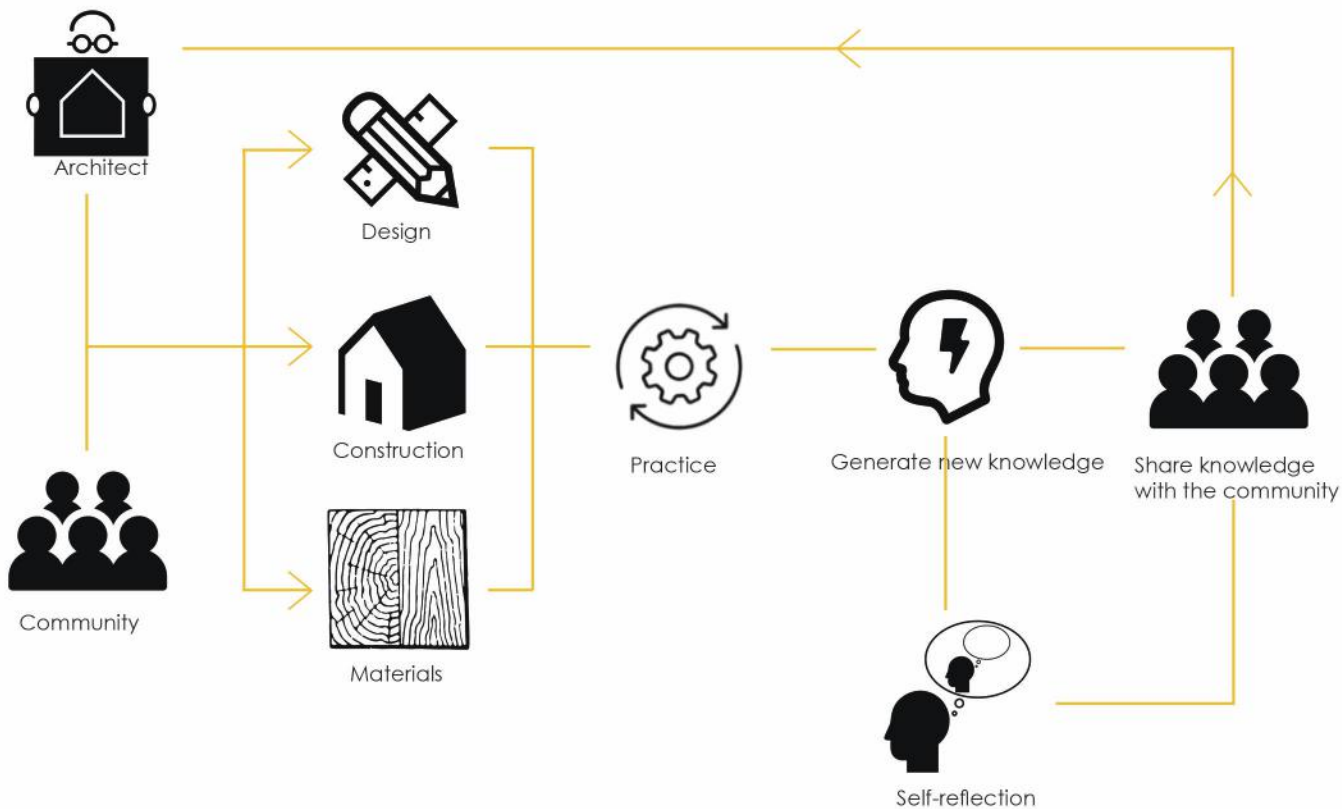 Architect
Design
Construction
Practice
Generate new knowledge
Share knowledge
with the community
Community
Materials
Self-reflection